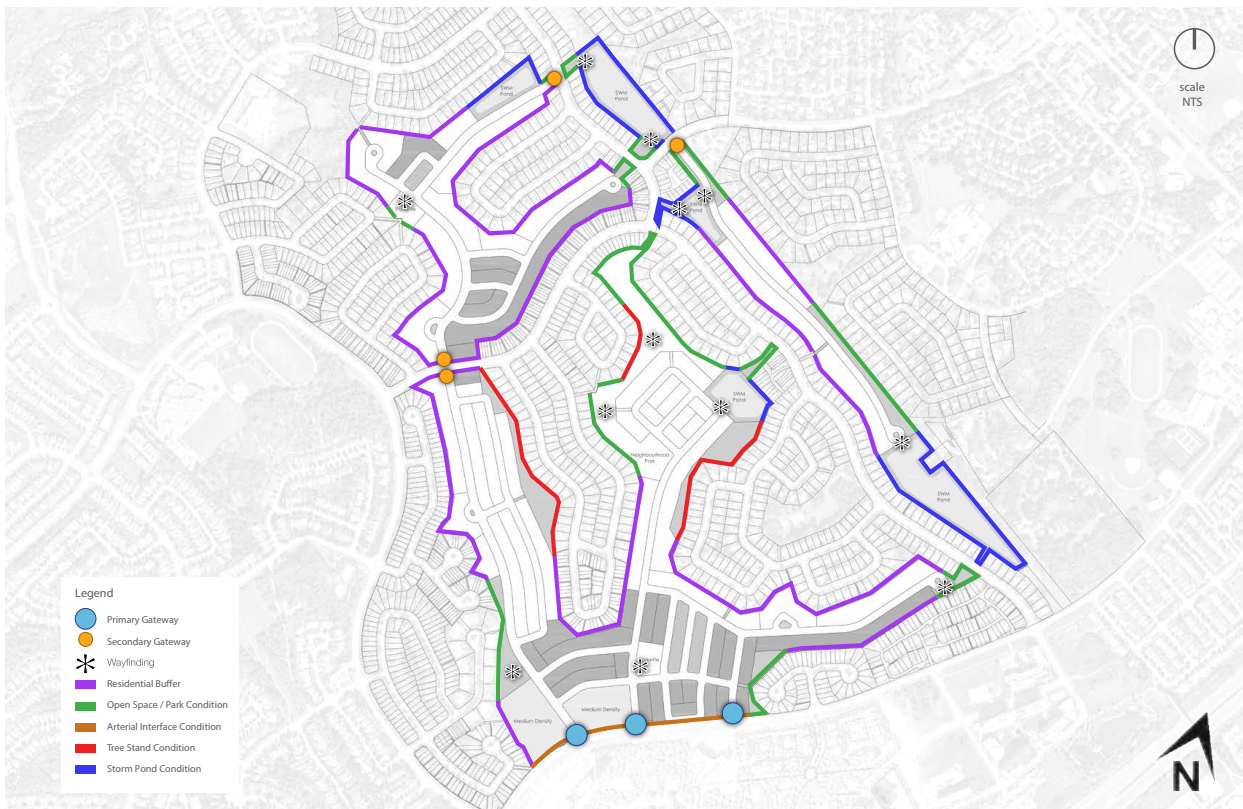 scale
NTS
SWM
Pond
SWM
Pond
Pond
SWM
Pond
Neighbourhood
Park
SWM
Pond
Medium Density
Medium Density
Legend
Primary Gateway
Secondary Gateway
Wayfinding
Residential Buffer
Open Space / Park Condition
Arterial Interface Condition
Tree Stand Condition
Storm Pond Condition
N